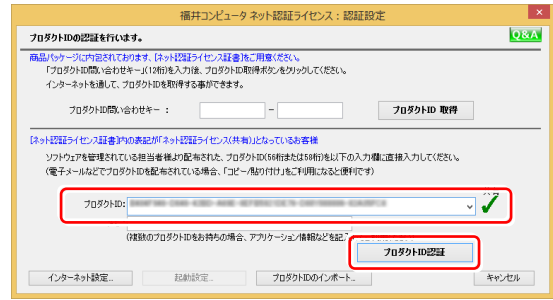 福井コンピュータ ネット認証ライセンス：認証設定
プロダクトIDの認証を行います。
Q&A
商品パッケージに内包されております、[ネット認証ライセンス証書]をご用意ください。
「プロダクトID問い合わせキー」(12桁)を入力後、プロダクトID取得ボタンをクリックしてください。
インターネットを通して、プロダクトIDを取得する事ができます。
プロダクトID問い合わせキー ： － プロダクトID 取得
[ネット認証ライセンス証書]内の表記が「ネット認証ライセンス(共有)」となっているお客様
ソフトウェアを管理されている担当者様より配布された、プロダクトID(56桁または58桁)を以下の入力欄に直接入力してください。
(電子メールなどでプロダクトIDを配布されている場合、「コピー/貼り付け」をご利用になると便利です)
プロダクトID:
(複数のプロダクトIDをお持ちの場合、アプリケーション情報などを記入
プロダクトID認証
インターネット設定... 起動設定... プロダクトIDのインポート... キャンセル